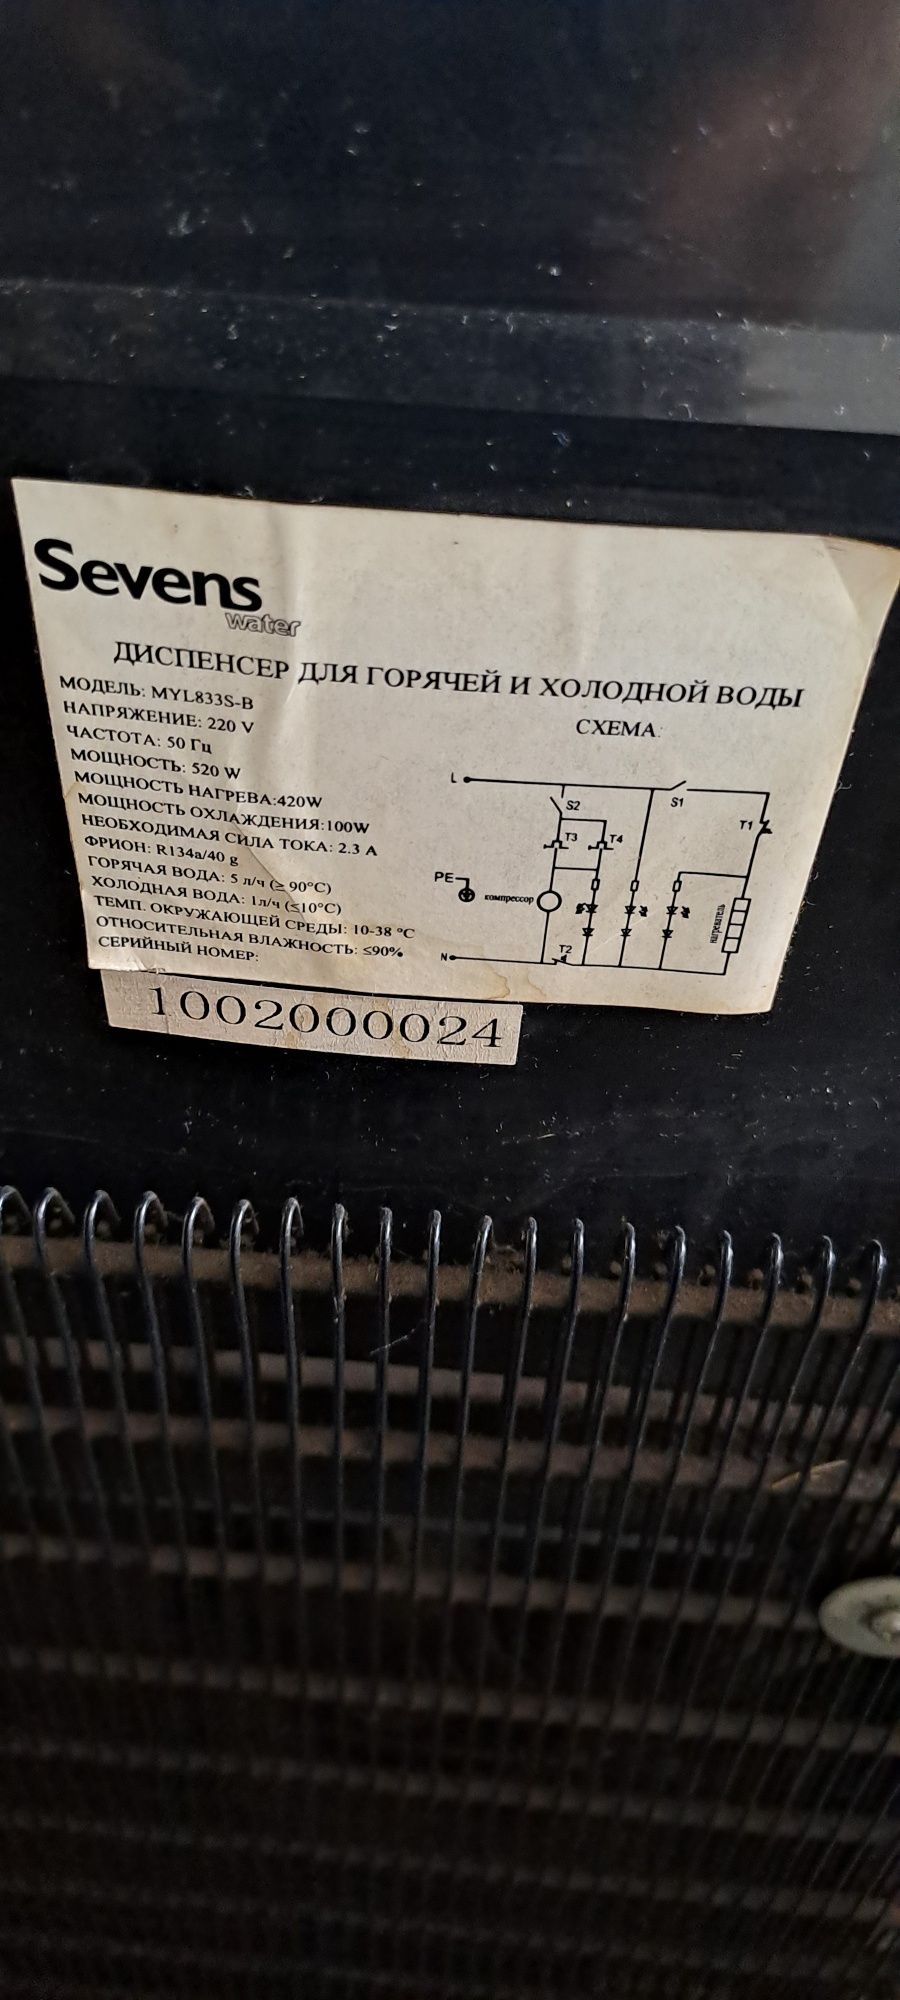 Sevens
water
ДИСПЕНСЕР ДЛЯ ГОРЯЧЕЙ И ХОЛОДНОЙ ВОДЫ
МОДЕЛЬ: MYL833S-B
НАПРЯЖЕНИЕ: 220 V
ЧАСТОТА: 50 Гц
МОЩНОСТЬ: 520 W
МОЩНОСТЬ НАГРЕВА:420W
МОЩНОСТЬ ОХЛАЖДЕНИЯ:100W
НЕОБХОДИМАЯ СИЛА ТОКА: 2.3 A
ФРИОН: R134a/40 g
ГОРЯЧАЯ ВОДА: 5 л/ч (≥ 90°C)
ХОЛОДНАЯ ВОДА: 1л/ч (≤10°C)
ТЕМП. ОКРУЖАЮЩЕЙ СРЕДЫ: 10-38 °C
ОТНОСИТЕЛЬНАЯ ВЛАЖНОСТЬ: ≤90%
СЕРИЙНЫЙ НОМЕР:
1002000024
СХЕМА:
L
S1
S2
T1
T3
T4
PE
компрессор
нагреватель
T2
N